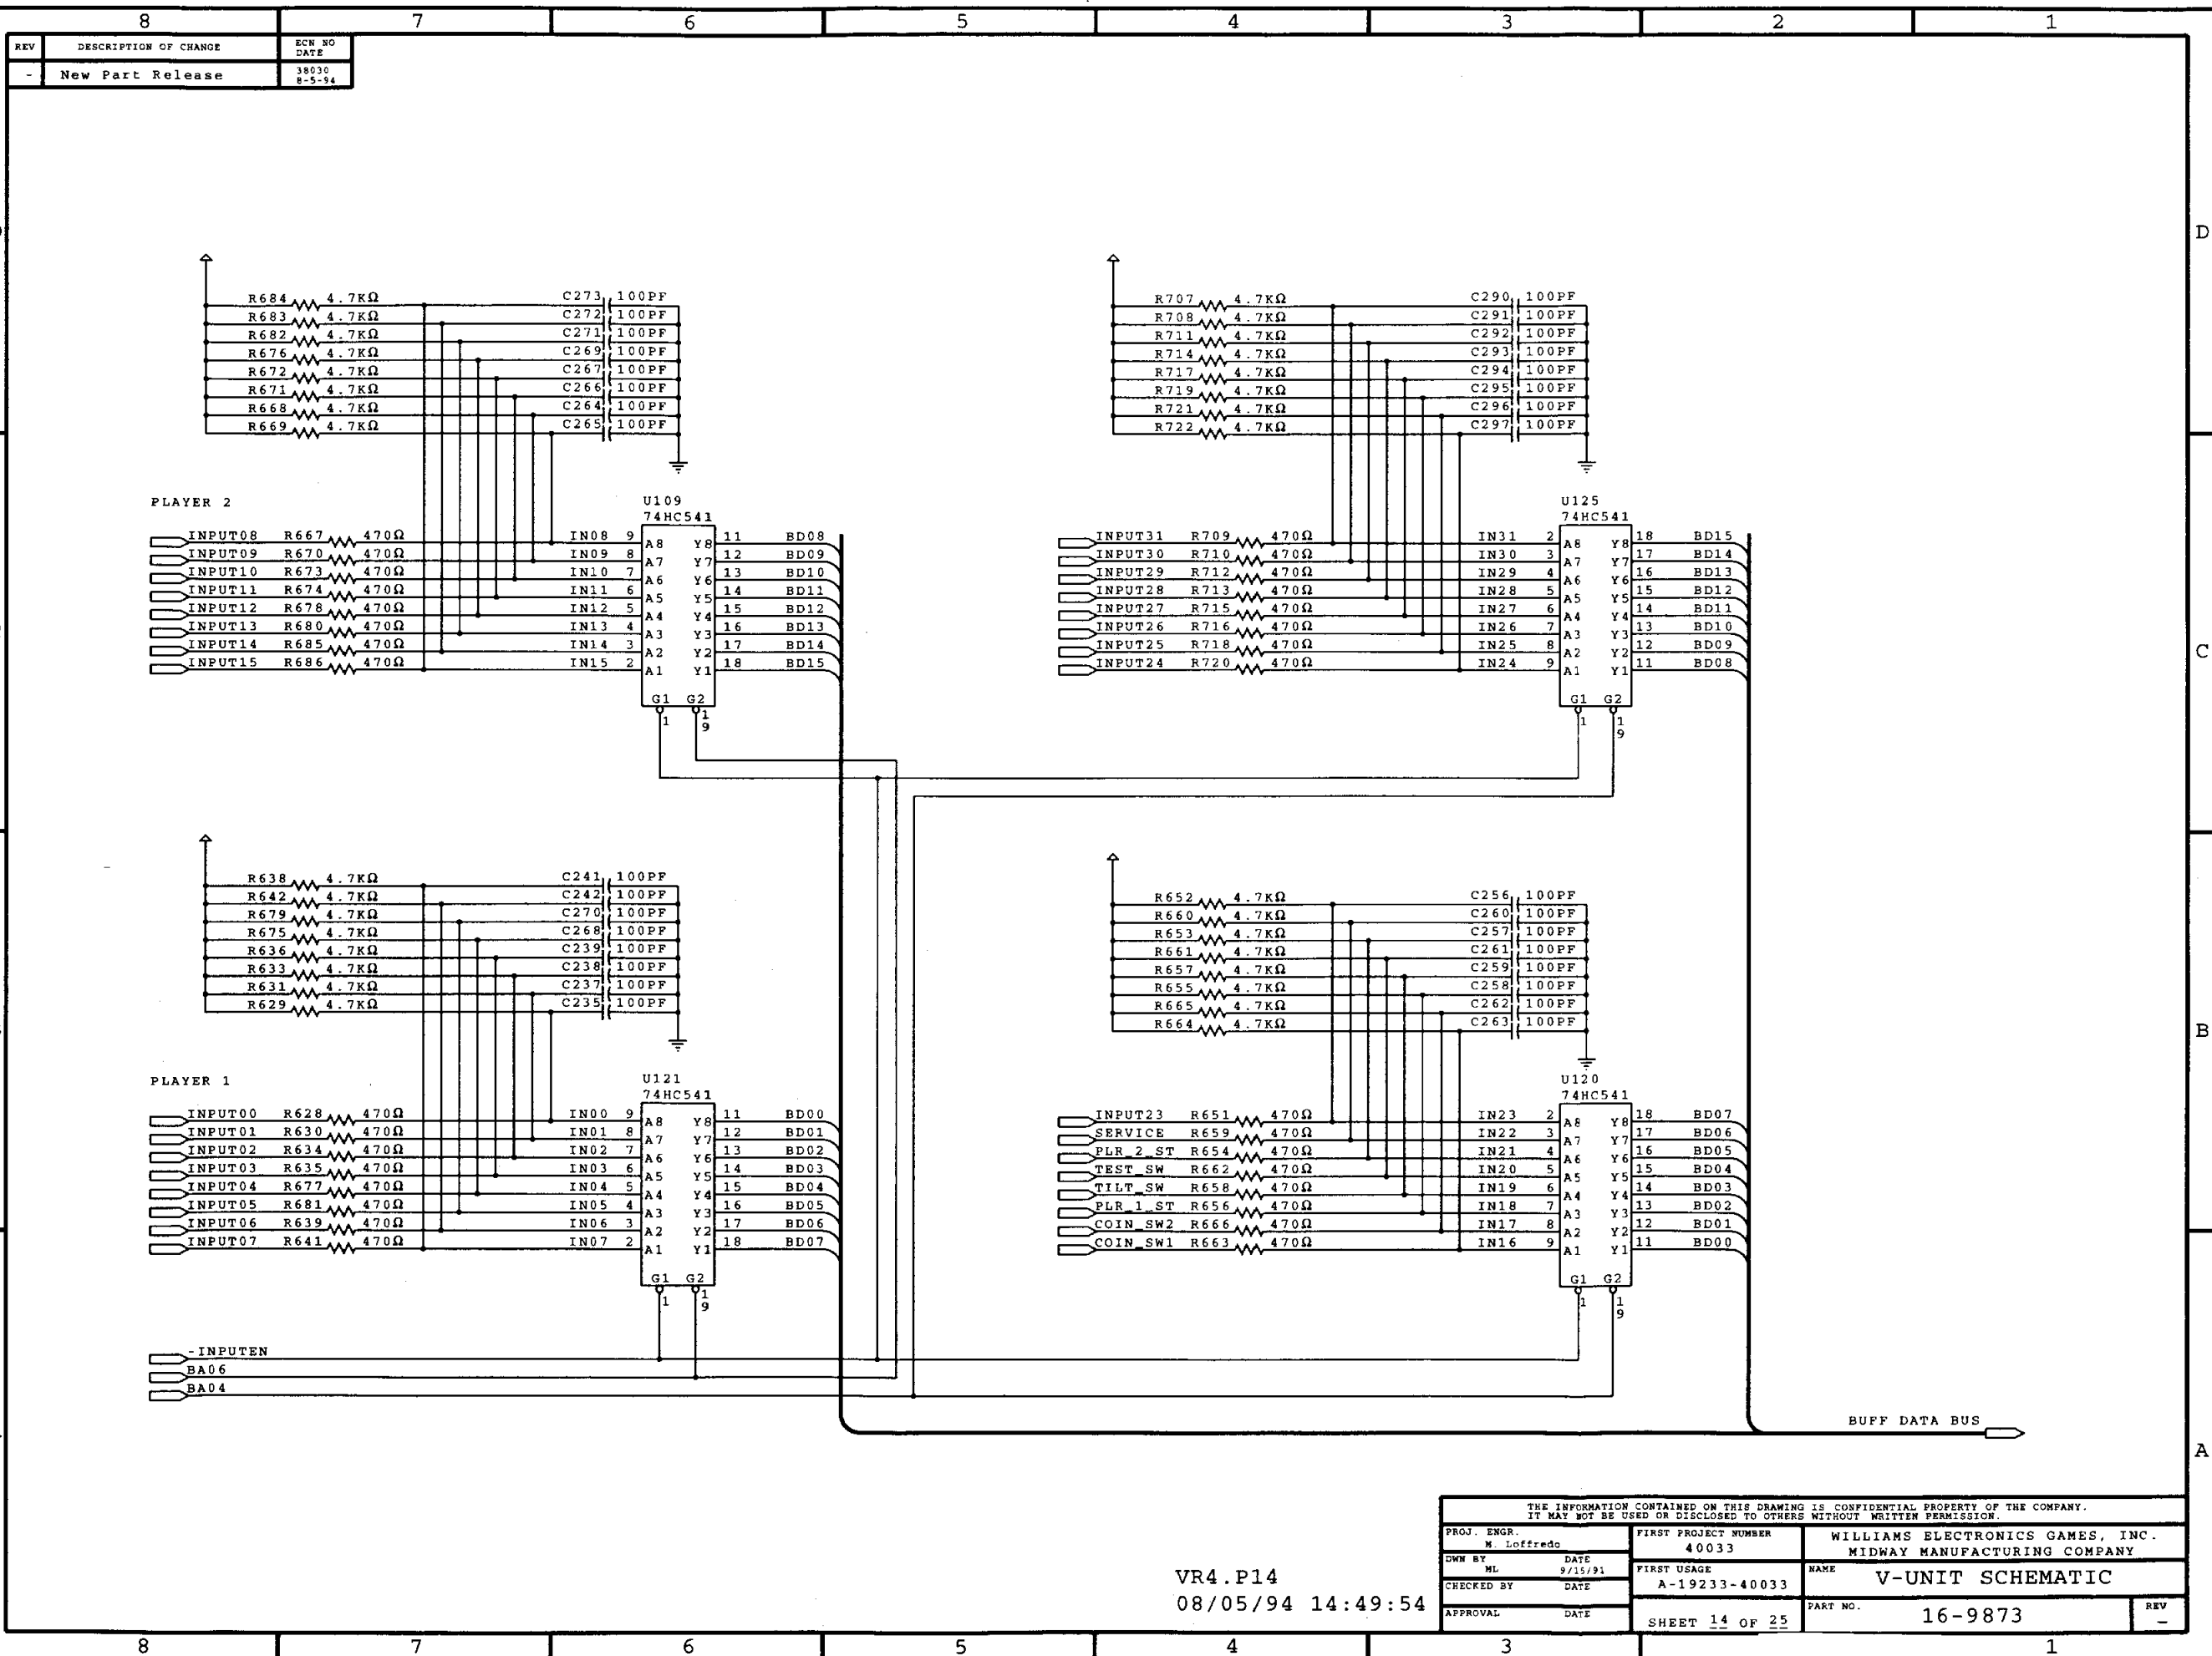 8 7 6 5 4 3 2 1
REV DESCRIPTION OF CHANGE ECN NO DATE
- New Part Release 38030 8-5-94
D
C
B
A
R684 4.7KΩ C273 100PF
R683 4.7KΩ C272 100PF
R682 4.7KΩ C271 100PF
R676 4.7KΩ C269 100PF
R672 4.7KΩ C267 100PF
R671 4.7KΩ C266 100PF
R668 4.7KΩ C264 100PF
R669 4.7KΩ C265 100PF
PLAYER 2
U109
74HC541
INPUT08 R667 470Ω IN08 9 A8 Y8 11 BD08
INPUT09 R670 470Ω IN09 8 A7 Y7 12 BD09
INPUT10 R673 470Ω IN10 7 A6 Y6 13 BD10
INPUT11 R674 470Ω IN11 6 A5 Y5 14 BD11
INPUT12 R678 470Ω IN12 5 A4 Y4 15 BD12
INPUT13 R680 470Ω IN13 4 A3 Y3 16 BD13
INPUT14 R685 470Ω IN14 3 A2 Y2 17 BD14
INPUT15 R686 470Ω IN15 2 A1 Y1 18 BD15
G1 G2
1 19
R707 4.7KΩ C290 100PF
R708 4.7KΩ C291 100PF
R711 4.7KΩ C292 100PF
R714 4.7KΩ C293 100PF
R717 4.7KΩ C294 100PF
R719 4.7KΩ C295 100PF
R721 4.7KΩ C296 100PF
R722 4.7KΩ C297 100PF
U125
74HC541
INPUT31 R709 470Ω IN31 2 A8 Y8 18 BD15
INPUT30 R710 470Ω IN30 3 A7 Y7 17 BD14
INPUT29 R712 470Ω IN29 4 A6 Y6 16 BD13
INPUT28 R713 470Ω IN28 5 A5 Y5 15 BD12
INPUT27 R715 470Ω IN27 6 A4 Y4 14 BD11
INPUT26 R716 470Ω IN26 7 A3 Y3 13 BD10
INPUT25 R718 470Ω IN25 8 A2 Y2 12 BD09
INPUT24 R720 470Ω IN24 9 A1 Y1 11 BD08
G1 G2
1 19
R638 4.7KΩ C241 100PF
R642 4.7KΩ C242 100PF
R679 4.7KΩ C270 100PF
R675 4.7KΩ C268 100PF
R636 4.7KΩ C239 100PF
R633 4.7KΩ C238 100PF
R631 4.7KΩ C237 100PF
R629 4.7KΩ C235 100PF
PLAYER 1
U121
74HC541
INPUT00 R628 470Ω IN00 9 A8 Y8 11 BD00
INPUT01 R630 470Ω IN01 8 A7 Y7 12 BD01
INPUT02 R634 470Ω IN02 7 A6 Y6 13 BD02
INPUT03 R635 470Ω IN03 6 A5 Y5 14 BD03
INPUT04 R677 470Ω IN04 5 A4 Y4 15 BD04
INPUT05 R681 470Ω IN05 4 A3 Y3 16 BD05
INPUT06 R639 470Ω IN06 3 A2 Y2 17 BD06
INPUT07 R641 470Ω IN07 2 A1 Y1 18 BD07
G1 G2
1 19
R652 4.7KΩ C256 100PF
R660 4.7KΩ C260 100PF
R653 4.7KΩ C257 100PF
R661 4.7KΩ C261 100PF
R657 4.7KΩ C259 100PF
R655 4.7KΩ C258 100PF
R665 4.7KΩ C262 100PF
R664 4.7KΩ C263 100PF
U120
74HC541
INPUT23 R651 470Ω IN23 2 A8 Y8 18 BD07
SERVICE R659 470Ω IN22 3 A7 Y7 17 BD06
PLR_2_ST R654 470Ω IN21 4 A6 Y6 16 BD05
TEST_SW R662 470Ω IN20 5 A5 Y5 15 BD04
TILT_SW R658 470Ω IN19 6 A4 Y4 14 BD03
PLR_1_ST R656 470Ω IN18 7 A3 Y3 13 BD02
COIN_SW2 R666 470Ω IN17 8 A2 Y2 12 BD01
COIN_SW1 R663 470Ω IN16 9 A1 Y1 11 BD00
G1 G2
1 19
-INPUTEN
BA06
BA04
BUFF DATA BUS
VR4.P14
08/05/94 14:49:54
THE INFORMATION CONTAINED ON THIS DRAWING IS CONFIDENTIAL PROPERTY OF THE COMPANY.
IT MAY NOT BE USED OR DISCLOSED TO OTHERS WITHOUT WRITTEN PERMISSION.
PROJ. ENGR.
M. Loffredo
DWN BY DATE
ML 9/15/91
CHECKED BY DATE
APPROVAL DATE
FIRST PROJECT NUMBER
40033
FIRST USAGE
A-19233-40033
SHEET 14 OF 25
WILLIAMS ELECTRONICS GAMES, INC.
MIDWAY MANUFACTURING COMPANY
NAME V-UNIT SCHEMATIC
PART NO. 16-9873
REV -
8 7 6 5 4 3 1